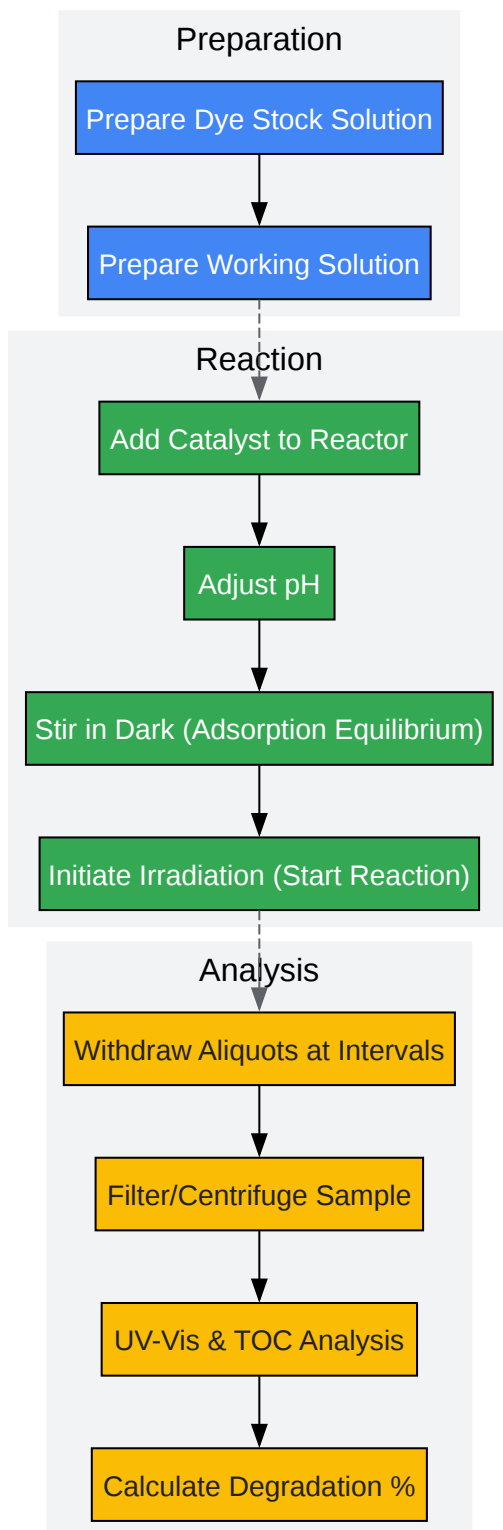 Preparation
Prepare Dye Stock Solution
Prepare Working Solution
Reaction
Add Catalyst to Reactor
Adjust pH
Stir in Dark (Adsorption Equilibrium)
Initiate Irradiation (Start Reaction)
Analysis
Withdraw Aliquots at Intervals
Filter/Centrifuge Sample
UV-Vis & TOC Analysis
Calculate Degradation %